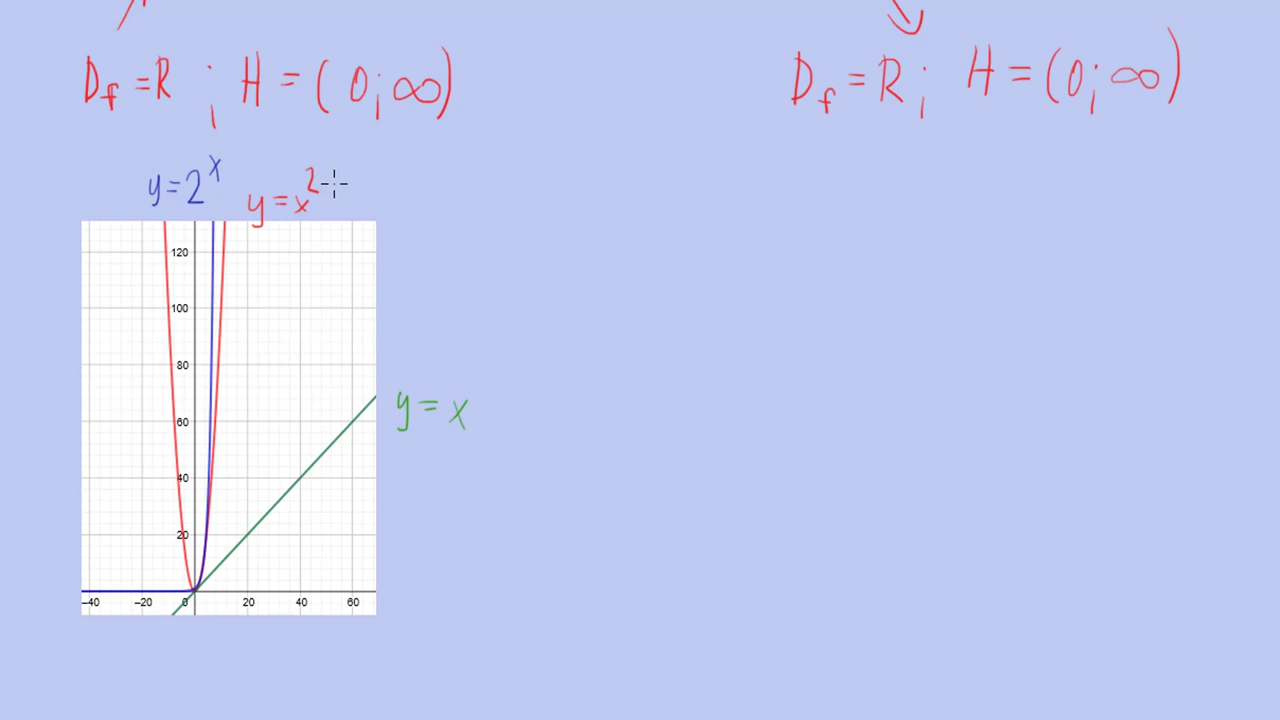 D_f = R ; H = (0; ∞)
D_f = R ; H = (0; ∞)
y = 2^x
y = x^2
120
100
80
60
y = x
40
20
-40 -20 0 20 40 60